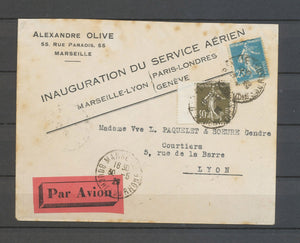 ALEXANDRE OLIVE
55, RUE PARADIS, 55
MARSEILLE
INAUGURATION DU SERVICE AÉRIEN
MARSEILLE-LYON PARIS-LONDRES
GENÈVE
Madame Vve L. PAQUELET & SOEURS Gendre
Courtiers
5, rue de la Barre
LYON
Par Avion